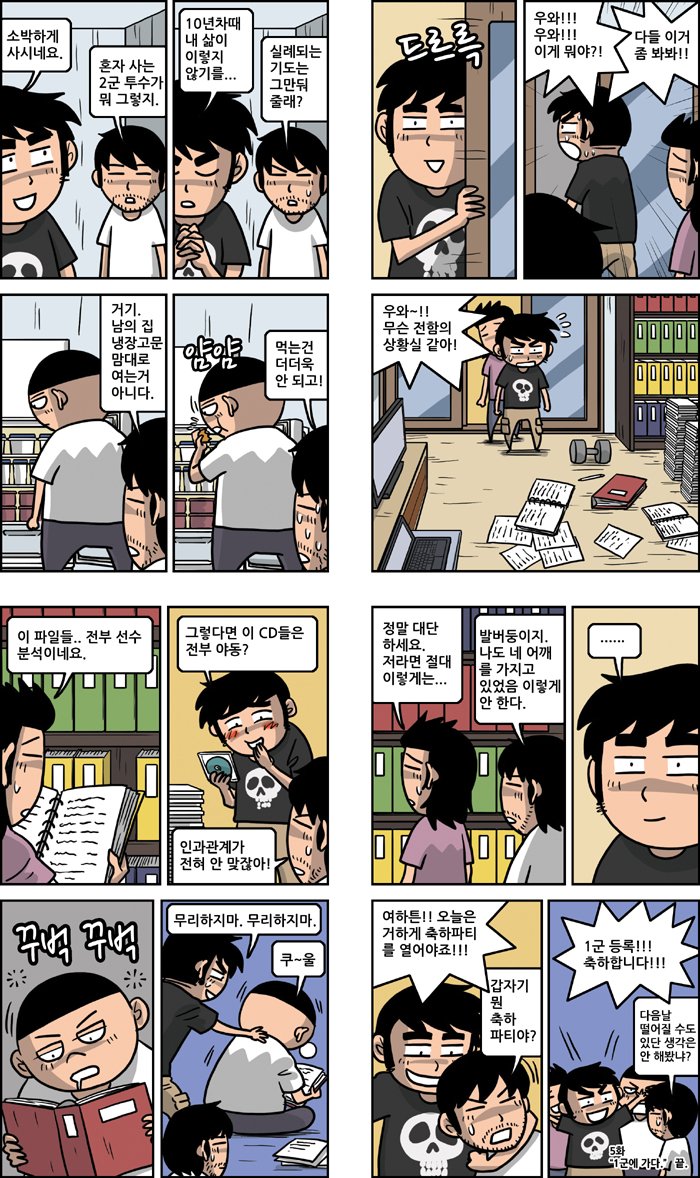 소박하게
사시네요.
혼자 사는
2군 투수가
뭐 그렇지.
10년차때
내 삶이
이렇지
않기를...
실례되는
기도는
그만둬
줄래?
거기.
남의 집
냉장고문
맘대로
여는거
아니다.
얌얌
먹는건
더더욱
안 되고!
드르륵
우와!!!
우와!!!
이게 뭐야?!
다들 이거
좀 봐봐!!
우와~!!
무슨 전함의
상황실 같아!
이 파일들.. 전부 선수
분석이네요.
그렇다면 이 CD들은
전부 야동?
인과관계가
전혀 안 맞잖아!
꾸벅 꾸벅
무리하지마. 무리하지마.
쿠~울
정말 대단
하세요.
저라면 절대
이렇게는...
발버둥이지.
나도 네 어깨
를 가지고
있었음 이렇게
안 한다.
......
여하튼!! 오늘은
거하게 축하파티
를 열어야죠!!!
갑자기
뭔
축하
파티야?
1군 등록!!!
축하합니다!!!
다음날
떨어질 수도
있단 생각은
안 해봤냐?
5화
"1군에 가다." 끝.